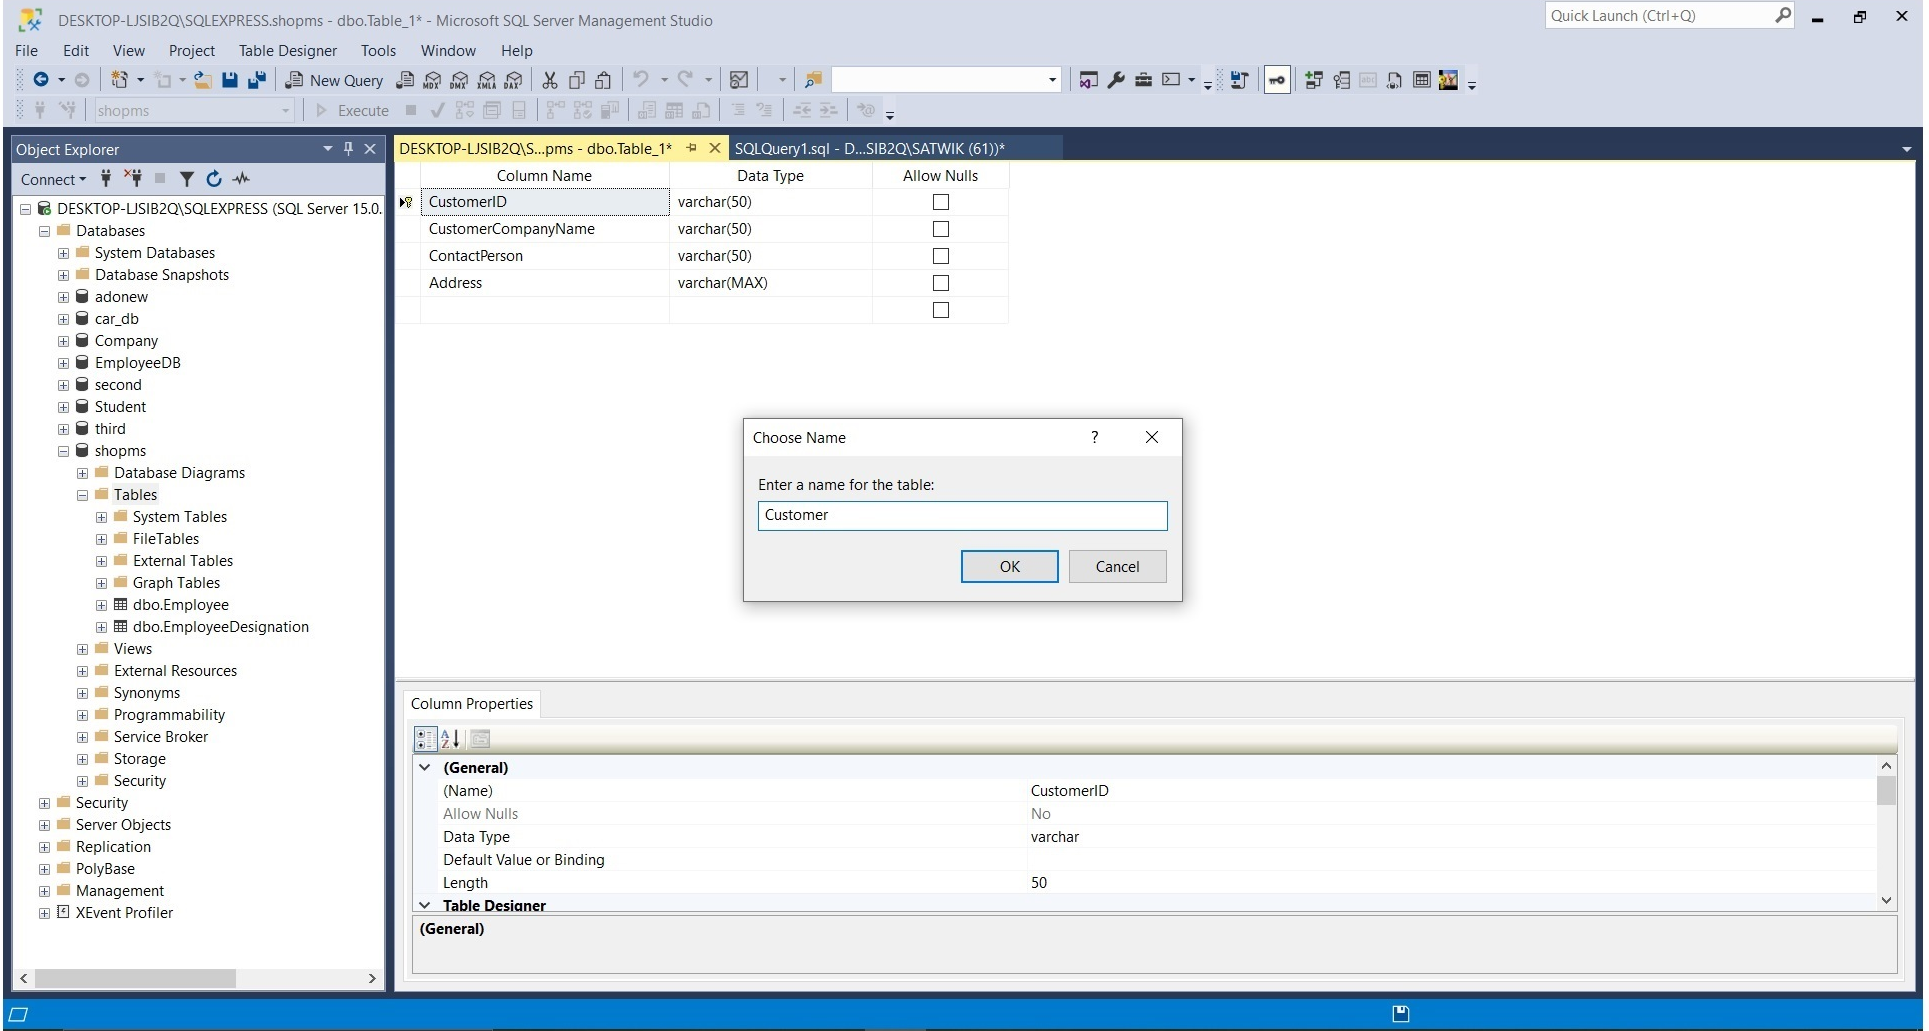 DESKTOP-LJSIB2Q\SQLEXPRESS.shopms - dbo.Table_1* - Microsoft SQL Server Management Studio
Quick Launch (Ctrl+Q)
File Edit View Project Table Designer Tools Window Help
New Query MDX DMX XMLA DAX
shopms Execute
Object Explorer
Connect
DESKTOP-LJSIB2Q\SQLEXPRESS (SQL Server 15.0.
Databases
System Databases
Database Snapshots
adonew
car_db
Company
EmployeeDB
second
Student
third
shopms
Database Diagrams
Tables
System Tables
FileTables
External Tables
Graph Tables
dbo.Employee
dbo.EmployeeDesignation
Views
External Resources
Synonyms
Programmability
Service Broker
Storage
Security
Security
Server Objects
Replication
PolyBase
Management
XEvent Profiler
DESKTOP-LJSIB2Q\S...pms - dbo.Table_1* SQLQuery1.sql - D...SIB2Q\SATWIK (61))*
Column Name Data Type Allow Nulls
CustomerID varchar(50)
CustomerCompanyName varchar(50)
ContactPerson varchar(50)
Address varchar(MAX)
Choose Name ?
Enter a name for the table:
Customer
OK Cancel
Column Properties
(General)
(Name) CustomerID
Allow Nulls No
Data Type varchar
Default Value or Binding
Length 50
Table Designer
(General)